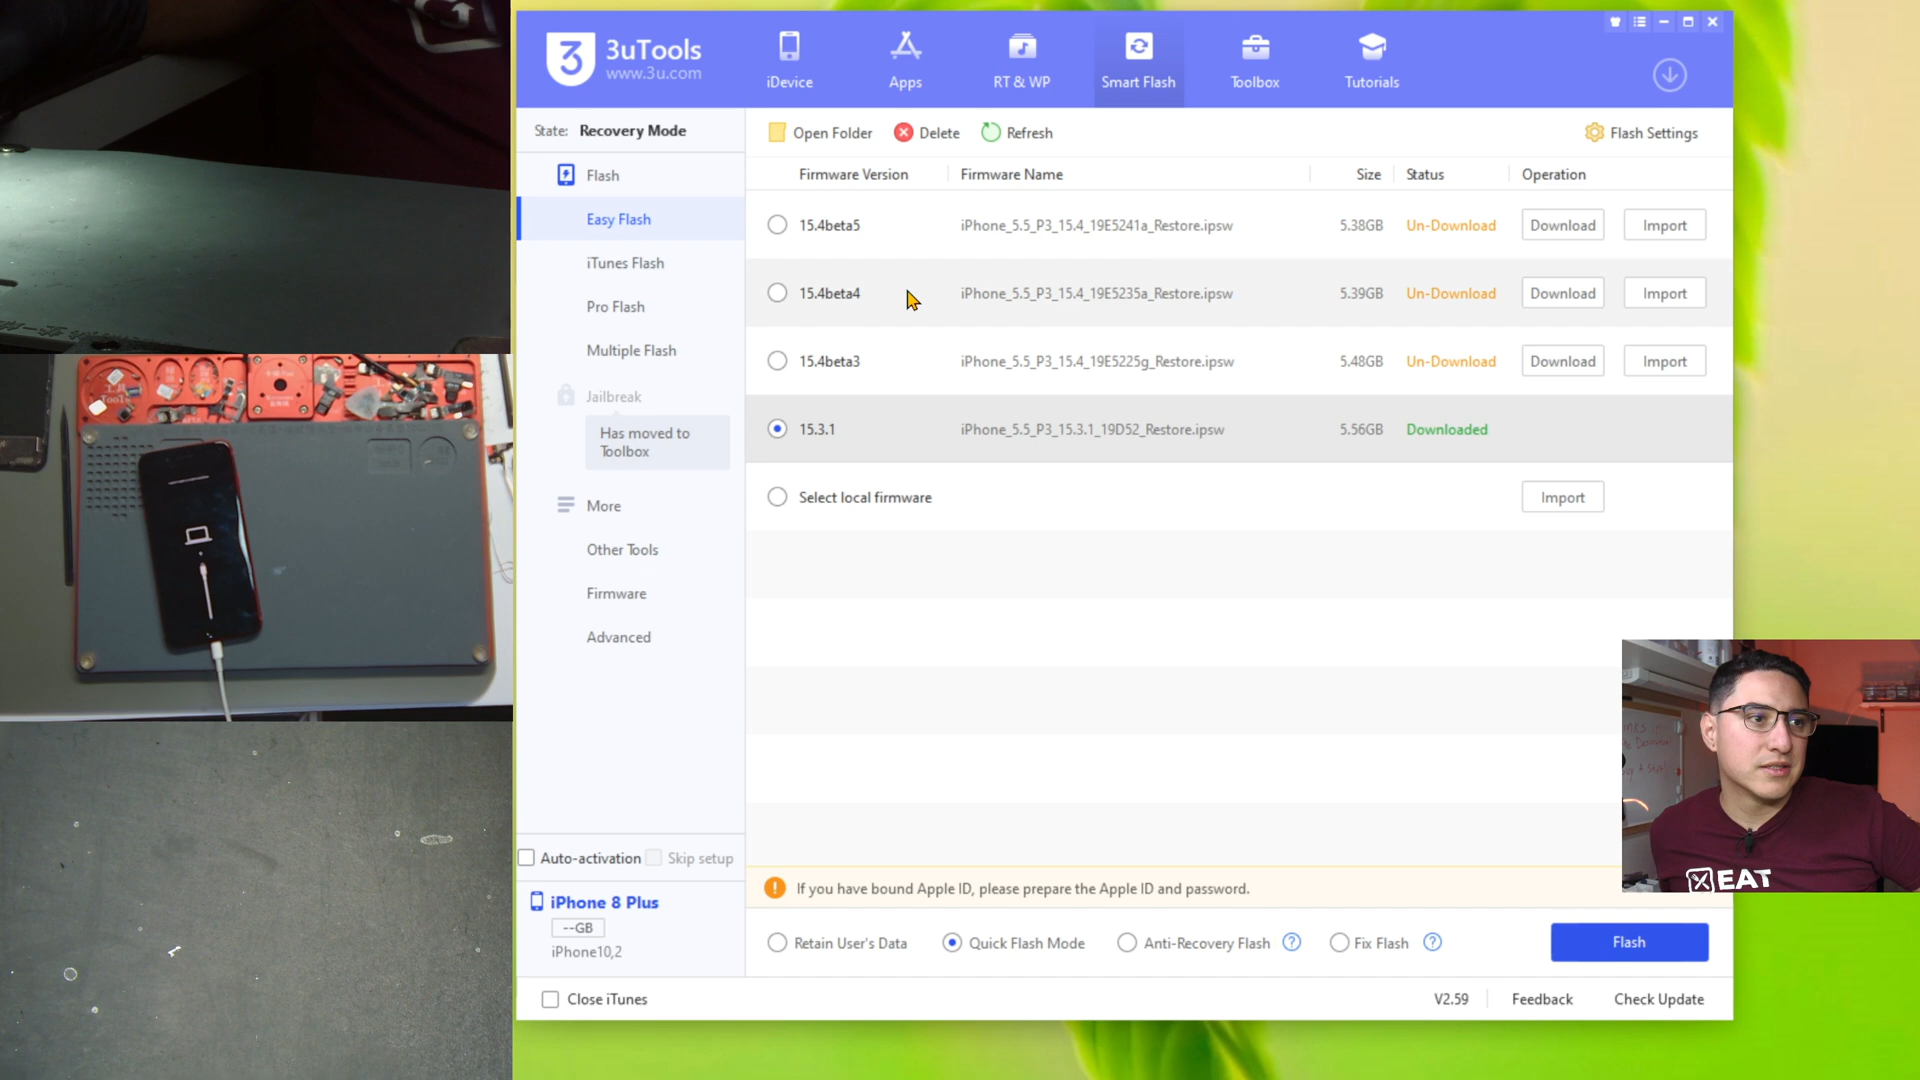 3 3uTools
www.3u.com
iDevice
Apps
RT & WP
Smart Flash
Toolbox
Tutorials
State: Recovery Mode
Flash
Easy Flash
iTunes Flash
Pro Flash
Multiple Flash
Jailbreak
Has moved to
Toolbox
More
Other Tools
Firmware
Advanced
Auto-activation Skip setup
iPhone 8 Plus
--GB
iPhone10,2
Open Folder Delete Refresh Flash Settings
Firmware Version Firmware Name Size Status Operation
15.4beta5 iPhone_5.5_P3_15.4_19E5241a_Restore.ipsw 5.38GB Un-Download Download Import
15.4beta4 iPhone_5.5_P3_15.4_19E5235a_Restore.ipsw 5.39GB Un-Download Download Import
15.4beta3 iPhone_5.5_P3_15.4_19E5225g_Restore.ipsw 5.48GB Un-Download Download Import
15.3.1 iPhone_5.5_P3_15.3.1_19D52_Restore.ipsw 5.56GB Downloaded
Select local firmware Import
If you have bound Apple ID, please prepare the Apple ID and password.
Retain User's Data Quick Flash Mode Anti-Recovery Flash ? Fix Flash ? Flash
Close iTunes V2.59 Feedback Check Update
EAT